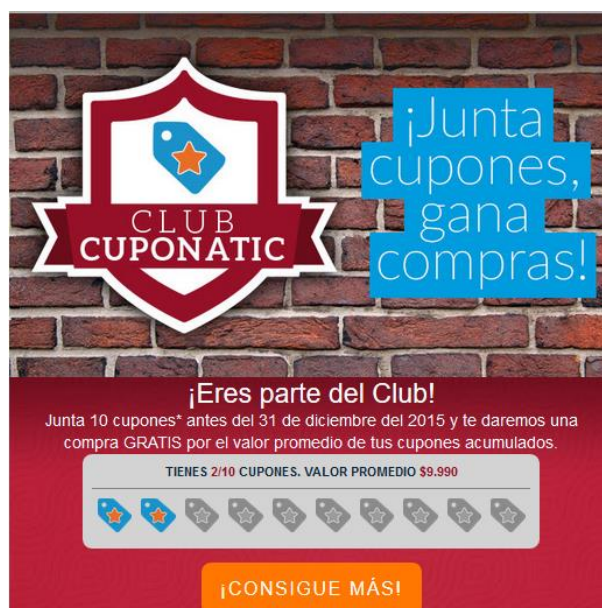 CLUB
CUPONATIC
¡Junta
cupones,
gana
compras!
¡Eres parte del Club!
Junta 10 cupones* antes del 31 de diciembre del 2015 y te daremos una
compra GRATIS por el valor promedio de tus cupones acumulados.
TIENES 2/10 CUPONES. VALOR PROMEDIO $9.990
¡CONSIGUE MÁS!